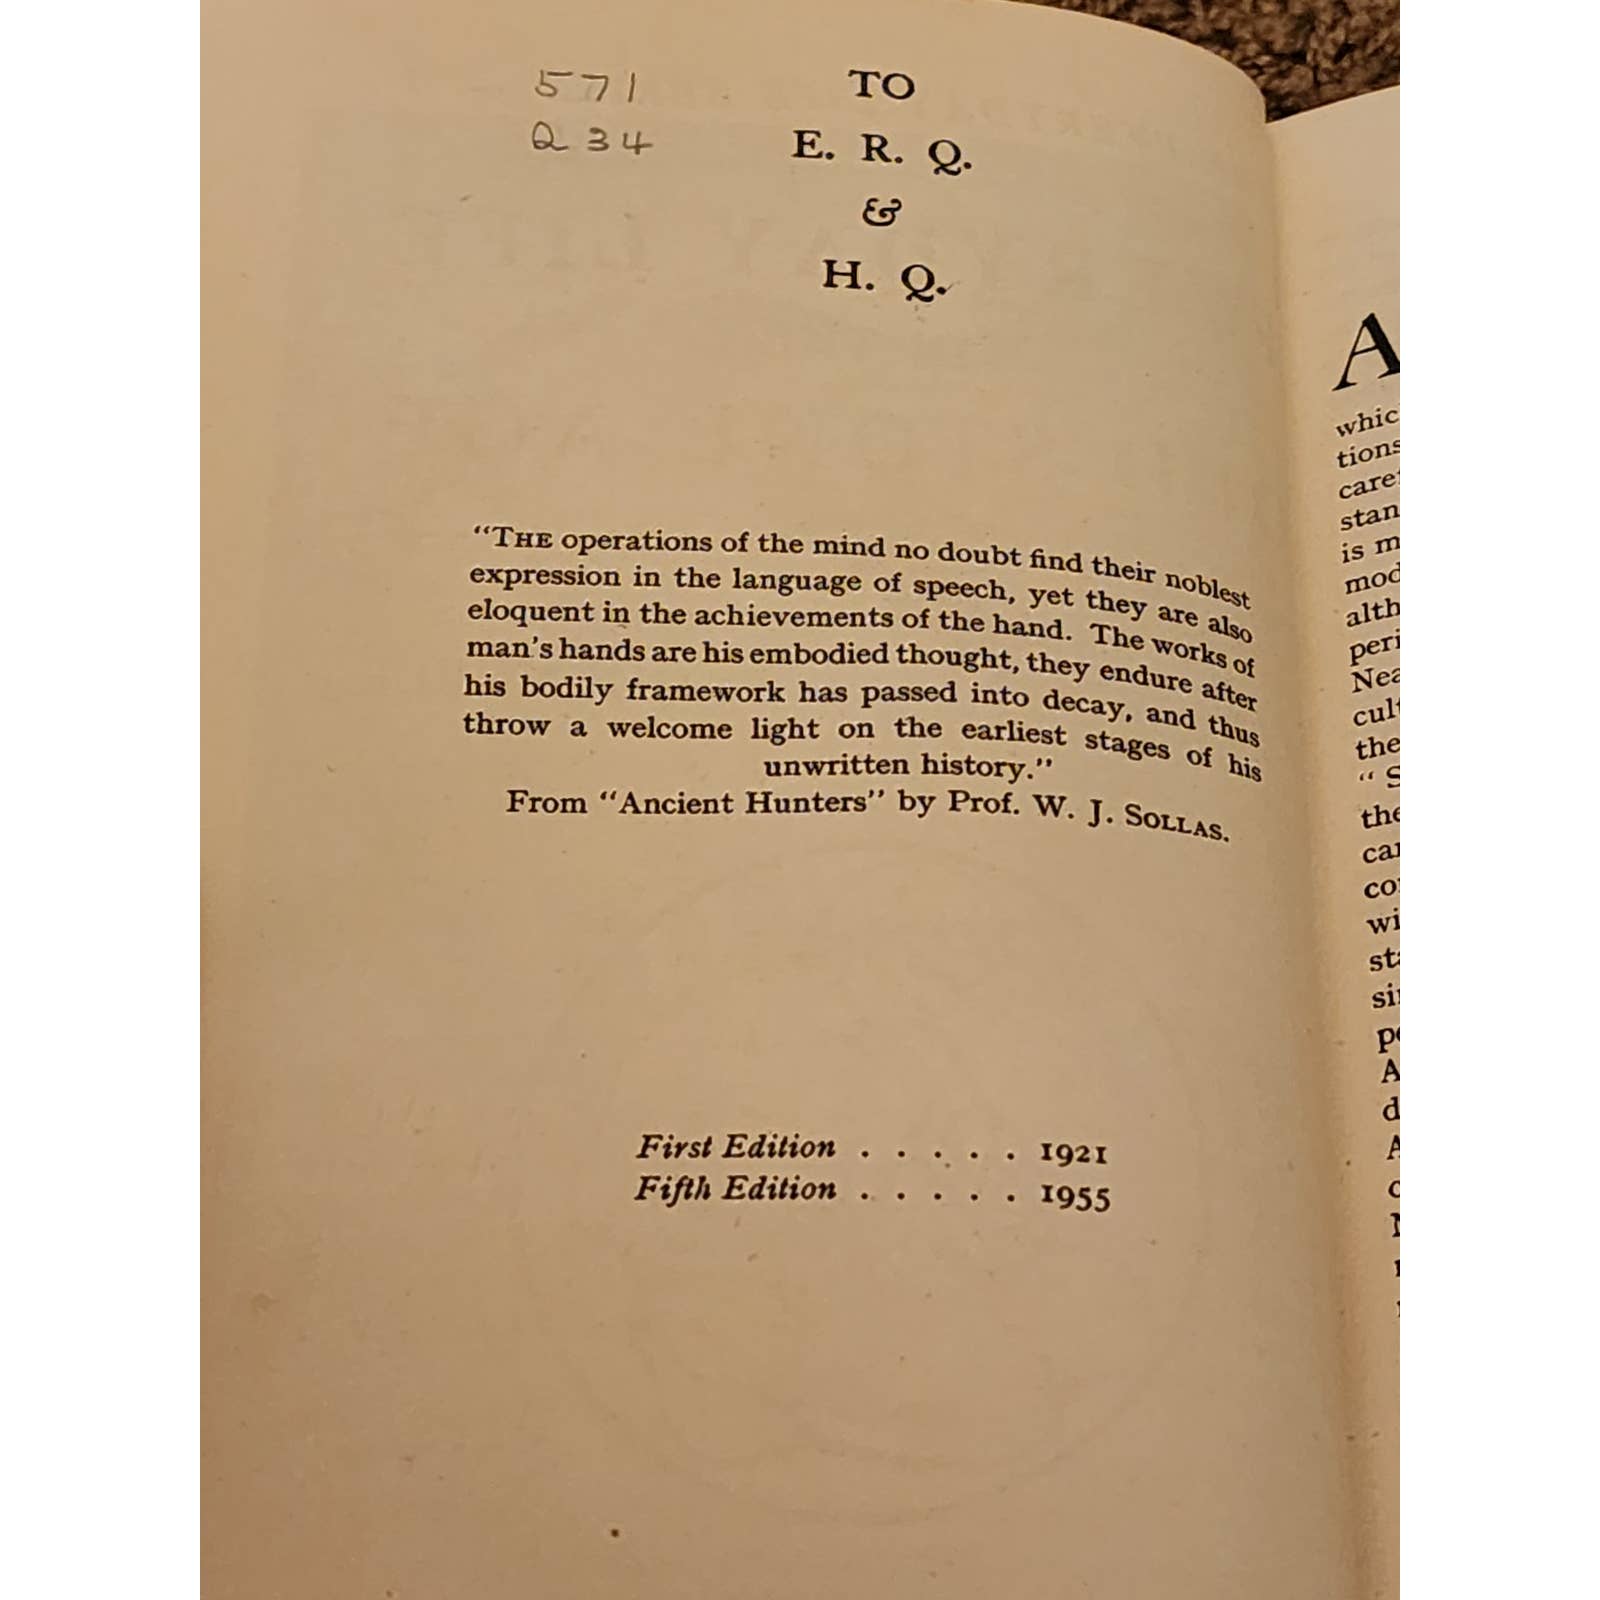 571
Q34
TO
E. R. Q.
&
H. Q.
"THE operations of the mind no doubt find their noblest
expression in the language of speech, yet they are also
eloquent in the achievements of the hand. The works of
man's hands are his embodied thought, they endure after
his bodily framework has passed into decay, and thus
throw a welcome light on the earliest stages of his
unwritten history."
From "Ancient Hunters" by Prof. W. J. SOLLAS.
First Edition . . . . . 1921
Fifth Edition . . . . . 1955